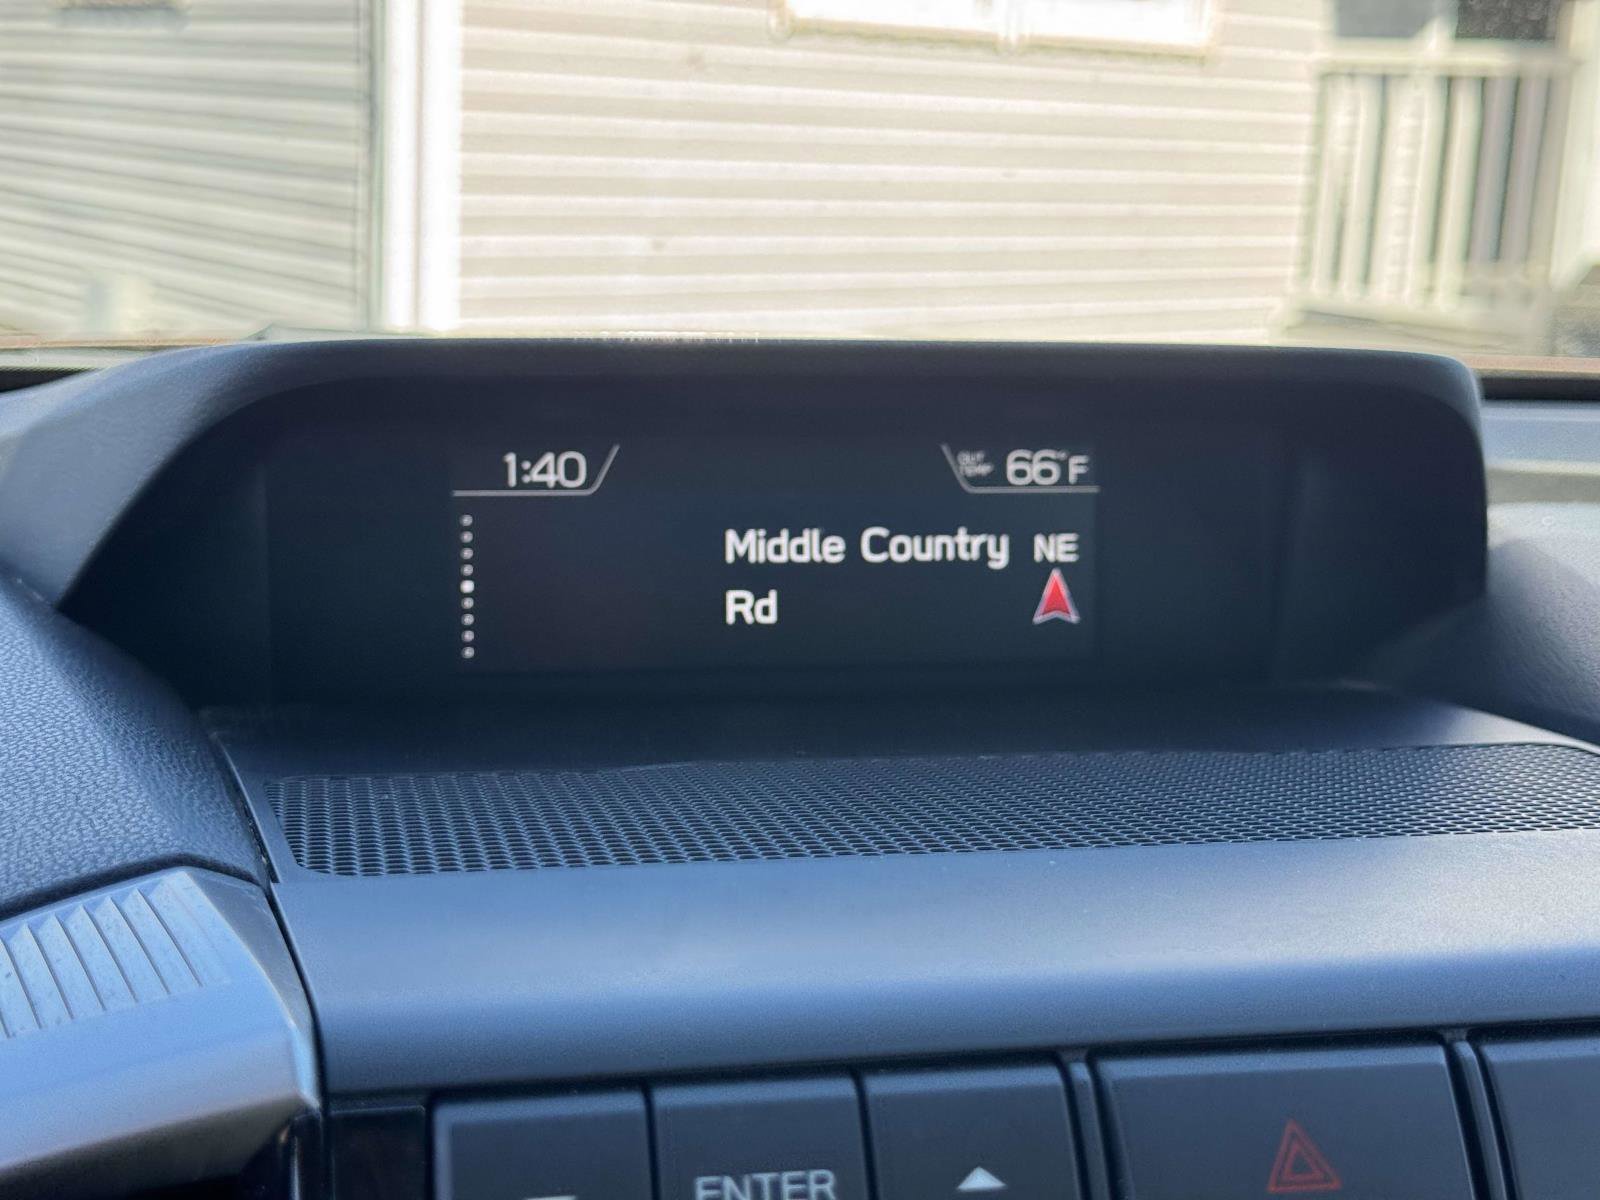 1:40
OUT TEMP 66°F
Middle Country NE
Rd
ENTER